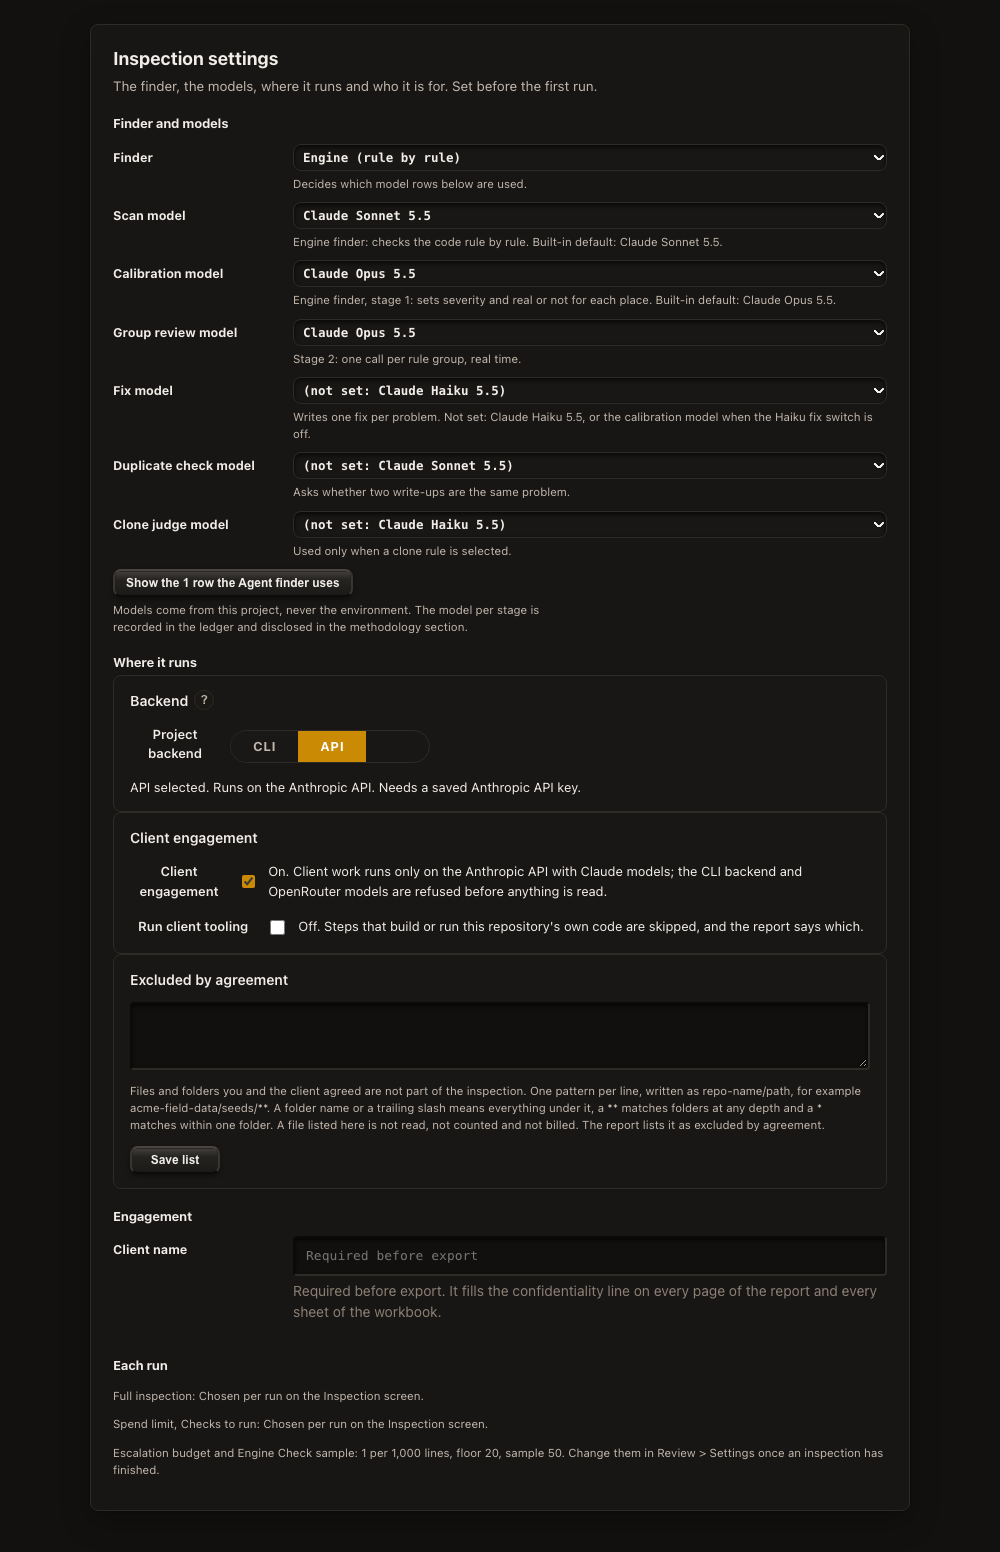 Inspection settings
The finder, the models, where it runs and who it is for. Set before the first run.
Finder and models
Finder
Engine (rule by rule)
Decides which model rows below are used.
Scan model
Claude Sonnet 5.5
Engine finder: checks the code rule by rule. Built-in default: Claude Sonnet 5.5.
Calibration model
Claude Opus 5.5
Engine finder, stage 1: sets severity and real or not for each place. Built-in default: Claude Opus 5.5.
Group review model
Claude Opus 5.5
Stage 2: one call per rule group, real time.
Fix model
(not set: Claude Haiku 5.5)
Writes one fix per problem. Not set: Claude Haiku 5.5, or the calibration model when the Haiku fix switch is
off.
Duplicate check model
(not set: Claude Sonnet 5.5)
Asks whether two write-ups are the same problem.
Clone judge model
(not set: Claude Haiku 5.5)
Used only when a clone rule is selected.
Show the 1 row the Agent finder uses
Models come from this project, never the environment. The model per stage is
recorded in the ledger and disclosed in the methodology section.
Where it runs
Backend ?
Project
backend
CLI API
API selected. Runs on the Anthropic API. Needs a saved Anthropic API key.
Client engagement
Client
engagement
On. Client work runs only on the Anthropic API with Claude models; the CLI backend and
OpenRouter models are refused before anything is read.
Run client tooling
Off. Steps that build or run this repository's own code are skipped, and the report says which.
Excluded by agreement
Files and folders you and the client agreed are not part of the inspection. One pattern per line, written as repo-name/path, for example
acme-field-data/seeds/**. A folder name or a trailing slash means everything under it, a ** matches folders at any depth and a *
matches within one folder. A file listed here is not read, not counted and not billed. The report lists it as excluded by agreement.
Save list
Engagement
Client name
Required before export
Required before export. It fills the confidentiality line on every page of the report and every
sheet of the workbook.
Each run
Full inspection: Chosen per run on the Inspection screen.
Spend limit, Checks to run: Chosen per run on the Inspection screen.
Escalation budget and Engine Check sample: 1 per 1,000 lines, floor 20, sample 50. Change them in Review > Settings once an inspection has
finished.